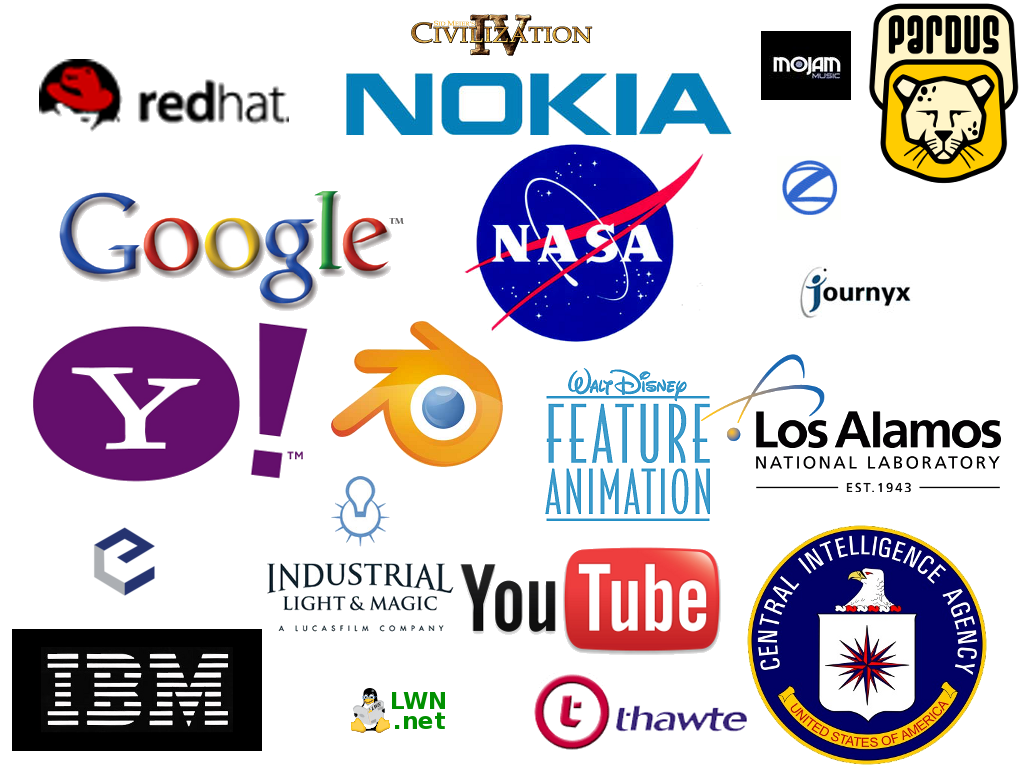 SID MEIER'S
CIVILIZATION
IV
redhat.
NOKIA
MOJAM
MUSIC
PARDUS
Google™
NASA
journyx
Y!™
WALT DISNEY
FEATURE
ANIMATION
Los Alamos
NATIONAL LABORATORY
EST.1943
INDUSTRIAL
LIGHT & MAGIC
A LUCASFILM COMPANY
YouTube
CENTRAL INTELLIGENCE AGENCY
UNITED STATES OF AMERICA
IBM
LWN
.net
t thawte